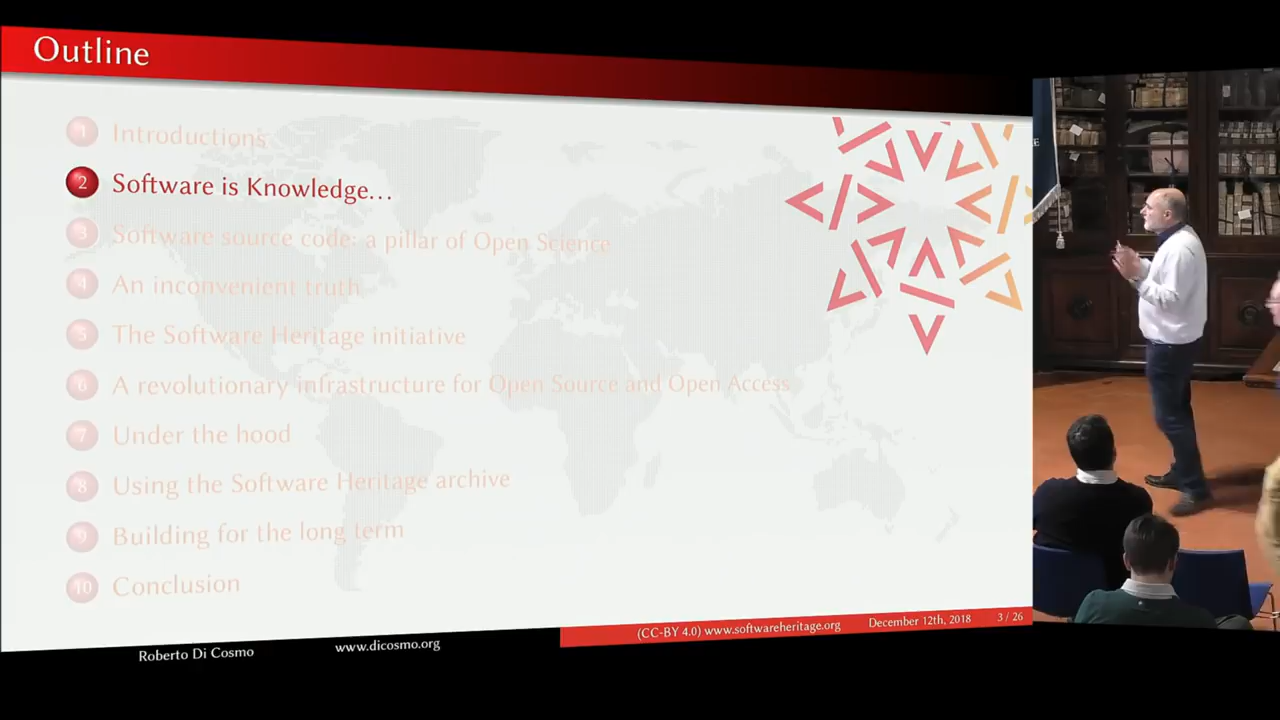 Outline
1 Introductions
2 Software is Knowledge...
3 Software source code: a pillar of Open Science
4 An inconvenient truth
5 The Software Heritage initiative
6 A revolutionary infrastructure for Open Source and Open Access
7 Under the hood
8 Using the Software Heritage archive
9 Building for the long term
10 Conclusion
Roberto Di Cosmo
www.dicosmo.org
(CC-BY 4.0) www.softwareheritage.org
December 12th, 2018
3 / 26